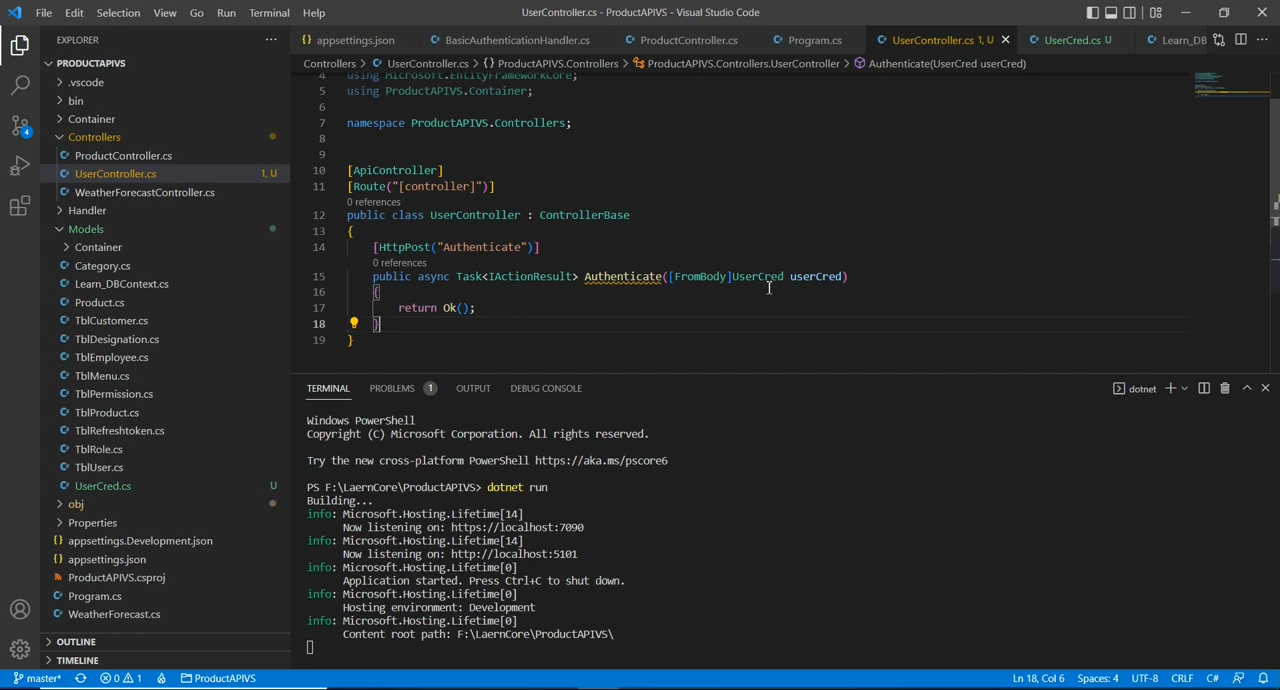 File Edit Selection View Go Run Terminal Help
UserController.cs - ProductAPIVS - Visual Studio Code
EXPLORER
PRODUCTAPIVS
.vscode
bin
Container
Controllers
ProductController.cs
UserController.cs 1, U
WeatherForecastController.cs
Handler
Models
Container
Category.cs
Learn_DBContext.cs
Product.cs
TblCustomer.cs
TblDesignation.cs
TblEmployee.cs
TblMenu.cs
TblPermission.cs
TblProduct.cs
TblRefreshtoken.cs
TblRole.cs
TblUser.cs
UserCred.cs U
obj
Properties
appsettings.Development.json
appsettings.json
ProductAPIVS.csproj
Program.cs
WeatherForecast.cs
OUTLINE
TIMELINE
4
appsettings.json BasicAuthenticationHandler.cs ProductController.cs Program.cs UserController.cs 1, U UserCred.cs U Learn_DB
Controllers > UserController.cs > {} ProductAPIVS.Controllers > ProductAPIVS.Controllers.UserController > Authenticate(UserCred userCred)
4 using Microsoft.EntityFrameworkCore;
5 using ProductAPIVS.Container;
6
7 namespace ProductAPIVS.Controllers;
8
9
10 [ApiController]
11 [Route("[controller]")]
0 references
12 public class UserController : ControllerBase
13 {
14 [HttpPost("Authenticate")]
0 references
15 public async Task<IActionResult> Authenticate([FromBody]UserCred userCred)
16 {
17 return Ok();
18 }
19 }
TERMINAL PROBLEMS 1 OUTPUT DEBUG CONSOLE
dotnet
Windows PowerShell
Copyright (C) Microsoft Corporation. All rights reserved.
Try the new cross-platform PowerShell https://aka.ms/pscore6
PS F:\LaernCore\ProductAPIVS> dotnet run
Building...
info: Microsoft.Hosting.Lifetime[14]
Now listening on: https://localhost:7090
info: Microsoft.Hosting.Lifetime[14]
Now listening on: http://localhost:5101
info: Microsoft.Hosting.Lifetime[0]
Application started. Press Ctrl+C to shut down.
info: Microsoft.Hosting.Lifetime[0]
Hosting environment: Development
info: Microsoft.Hosting.Lifetime[0]
Content root path: F:\LaernCore\ProductAPIVS\
master* 0 1 ProductAPIVS Ln 18, Col 6 Spaces: 4 UTF-8 CRLF C#